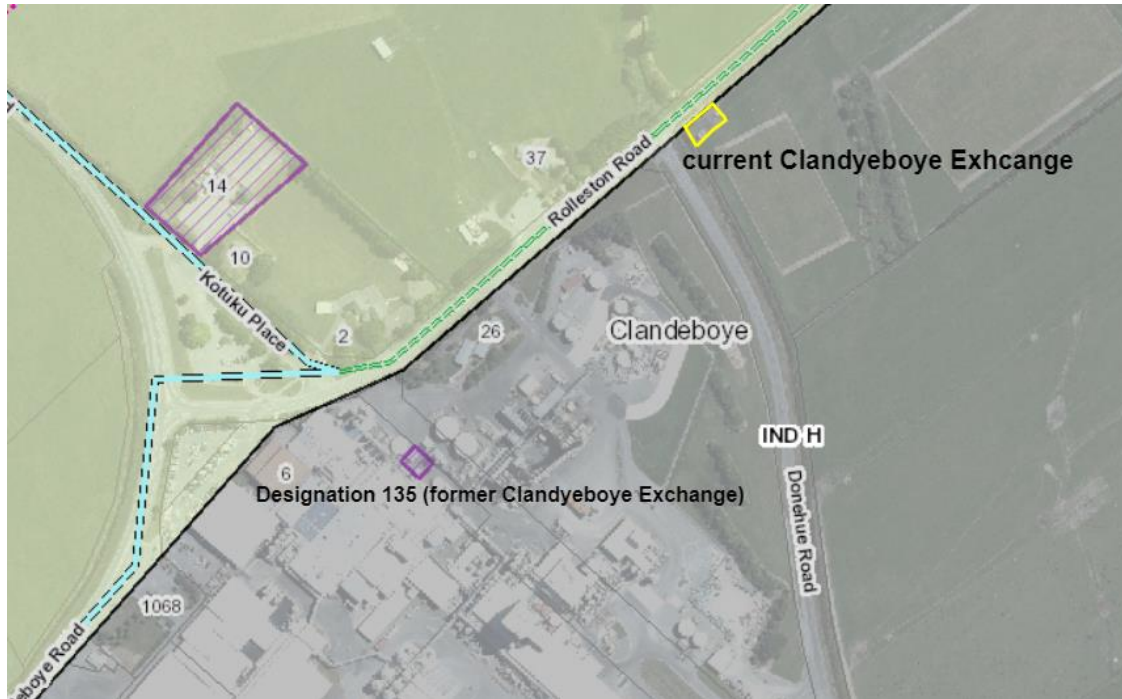 14
37
Rolleston Road
current Clandyeboye Exhcange
10
Kotuku Place
2
26
Clandeboye
IND H
6
Designation 135 (former Clandyeboye Exchange)
Donehue Road
1068
eboye Road